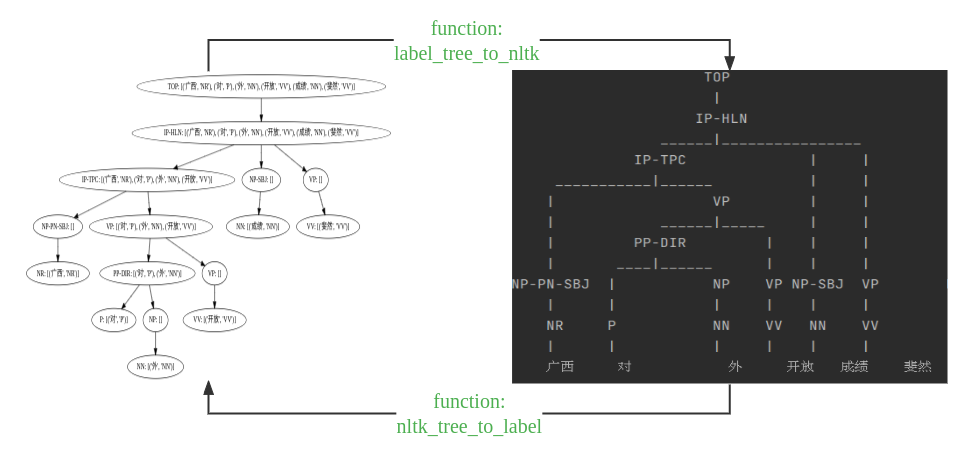 function:
label_tree_to_nltk
TOP: [('广西', 'NR'), ('对', 'P'), ('外', 'NN'), ('开放', 'VV'), ('成绩', 'NN'), ('斐然', 'VV')]
IP-HLN: [('广西', 'NR'), ('对', 'P'), ('外', 'NN'), ('开放', 'VV'), ('成绩', 'NN'), ('斐然', 'VV')]
IP-TPC: [('广西', 'NR'), ('对', 'P'), ('外', 'NN'), ('开放', 'VV')]
NP-SBJ: []
VP: []
NP-PN-SBJ: []
VP: [('对', 'P'), ('外', 'NN'), ('开放', 'VV')]
NN: [('成绩', 'NN')]
VV: [('斐然', 'VV')]
NR: [('广西', 'NR')]
PP-DIR: [('对', 'P'), ('外', 'NN')]
VP: []
P: [('对', 'P')]
NP: []
VV: [('开放', 'VV')]
NN: [('外', 'NN')]
TOP
IP-HLN
IP-TPC
VP
PP-DIR
NP-PN-SBJ NP VP NP-SBJ VP
NR P NN VV NN VV
广西 对 外 开放 成绩 斐然
function:
nltk_tree_to_label